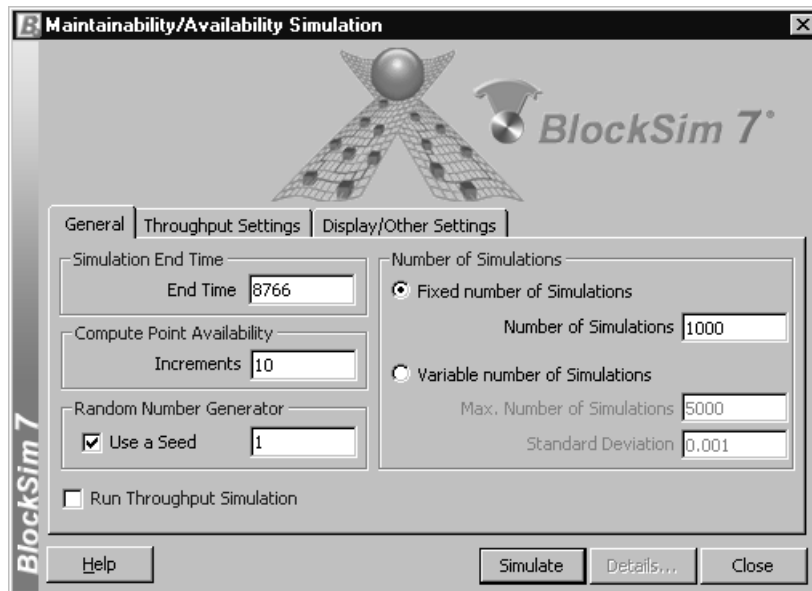 Maintainability/Availability Simulation
BlockSim 7
General
Throughput Settings
Display/Other Settings
Simulation End Time
End Time 8766
Compute Point Availability
Increments 10
Random Number Generator
Use a Seed 1
Run Throughput Simulation
Number of Simulations
Fixed number of Simulations
Number of Simulations 1000
Variable number of Simulations
Max. Number of Simulations 5000
Standard Deviation 0.001
BlockSim 7
Help
Simulate
Details...
Close